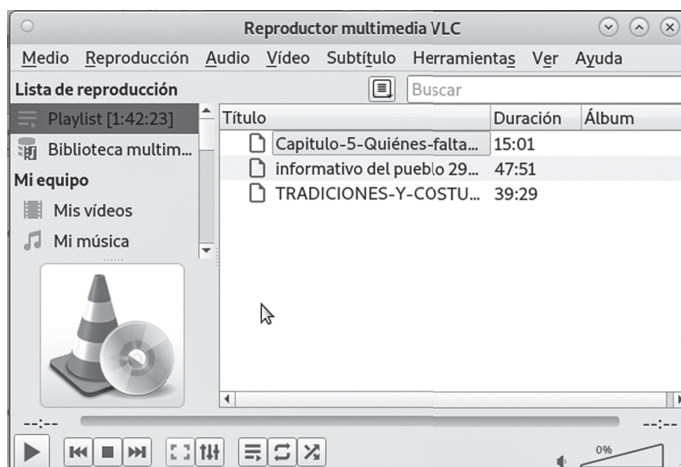 Reproductor multimedia VLC
Medio Reproducción Audio Vídeo Subtítulo Herramientas Ver Ayuda
Lista de reproducción Buscar
Playlist [1:42:23] Título Duración Álbum
Capitulo-5-Quiénes-falta... 15:01
Biblioteca multim... informativo del pueblo 29... 47:51
Mi equipo
TRADICIONES-Y-COSTU... 39:29
Mis vídeos
Mi música
--:-- --:--
0%